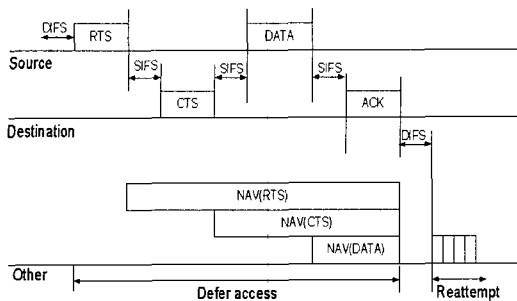 DIFS
RTS
DATA
Source
SIFS
SIFS
SIFS
CTS
ACK
Destination
DIFS
NAV(RTS)
NAV(CTS)
NAV(DATA)
Other
Defer access
Reattempt